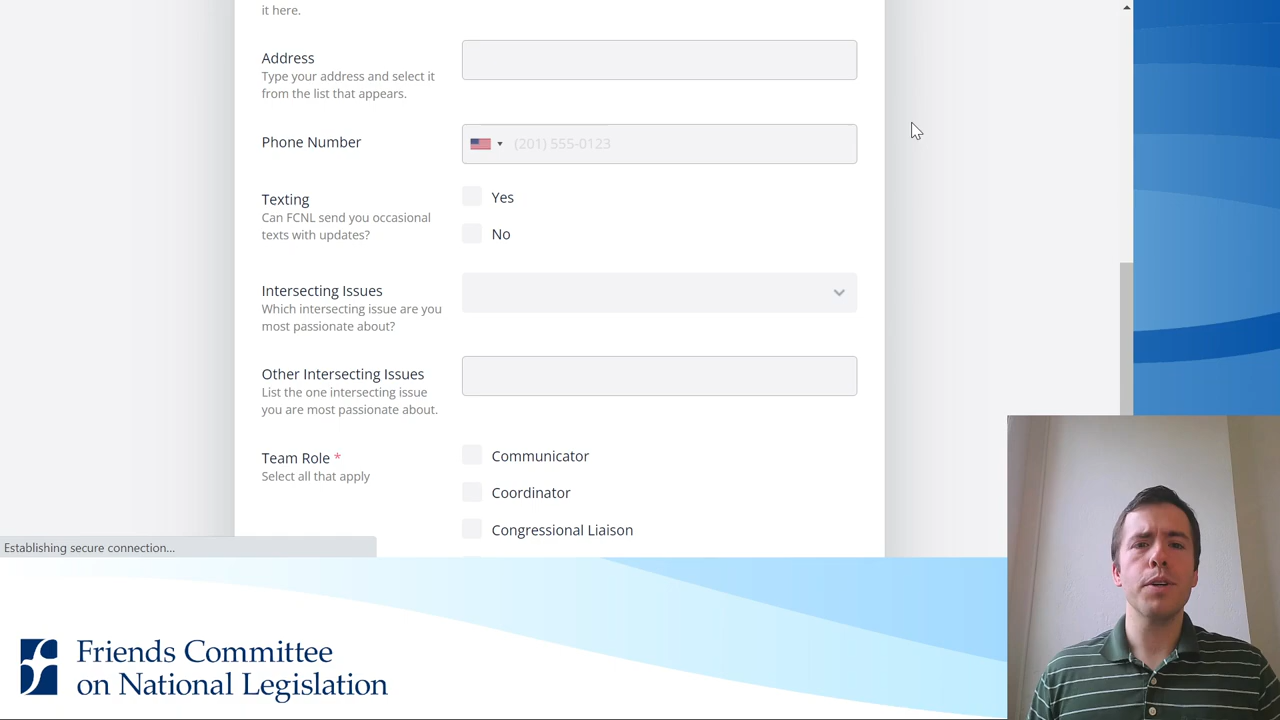 it here.
Address
Type your address and select it
from the list that appears.
Phone Number
(201) 555-0123
Texting
Can FCNL send you occasional
texts with updates?
Yes
No
Intersecting Issues
Which intersecting issue are you
most passionate about?
Other Intersecting Issues
List the one intersecting issue
you are most passionate about.
Team Role *
Select all that apply
Communicator
Coordinator
Congressional Liaison
Establishing secure connection...
Friends Committee
on National Legislation